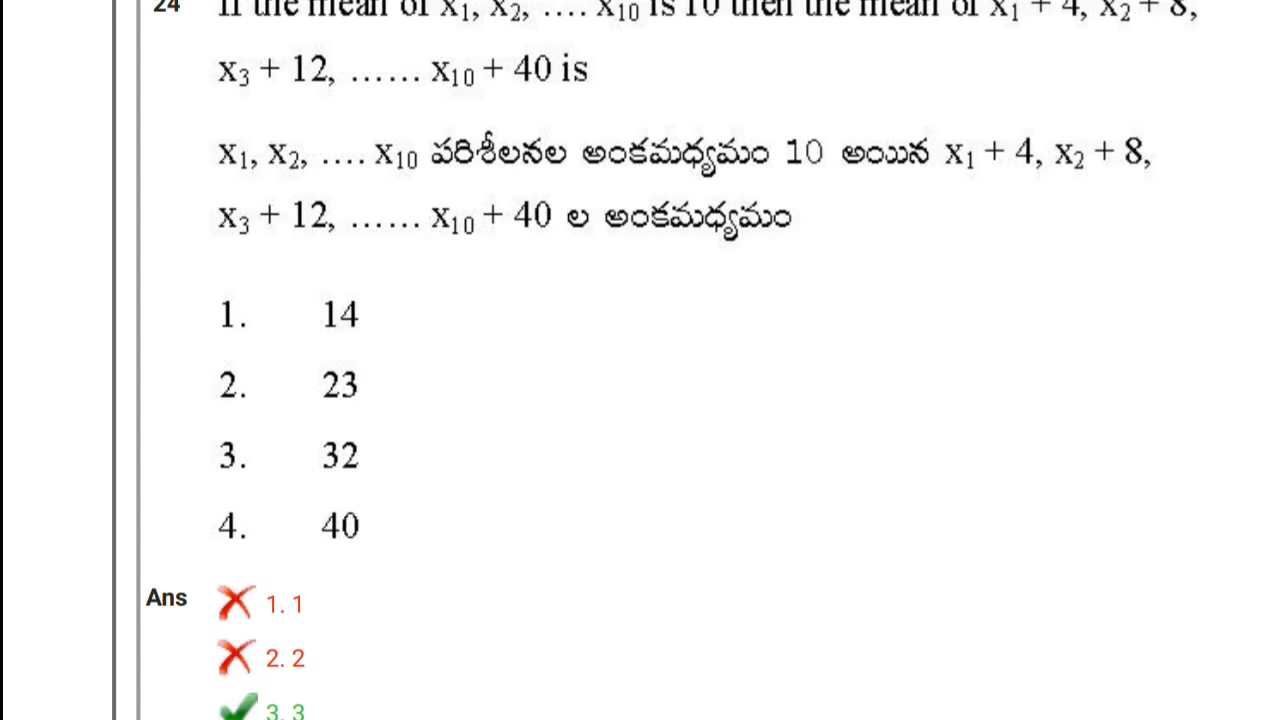 24 If the mean of x₁, x₂, .... x₁₀ is 10 then the mean of x₁ + 4, x₂ + 8,
x₃ + 12, ...... x₁₀ + 40 is
x₁, x₂, .... x₁₀ పరిశీలనల అంకమధ్యమం 10 అయిన x₁ + 4, x₂ + 8,
x₃ + 12, ...... x₁₀ + 40 ల అంకమధ్యమం
1. 14
2. 23
3. 32
4. 40
Ans 1. 1
2. 2
3. 3